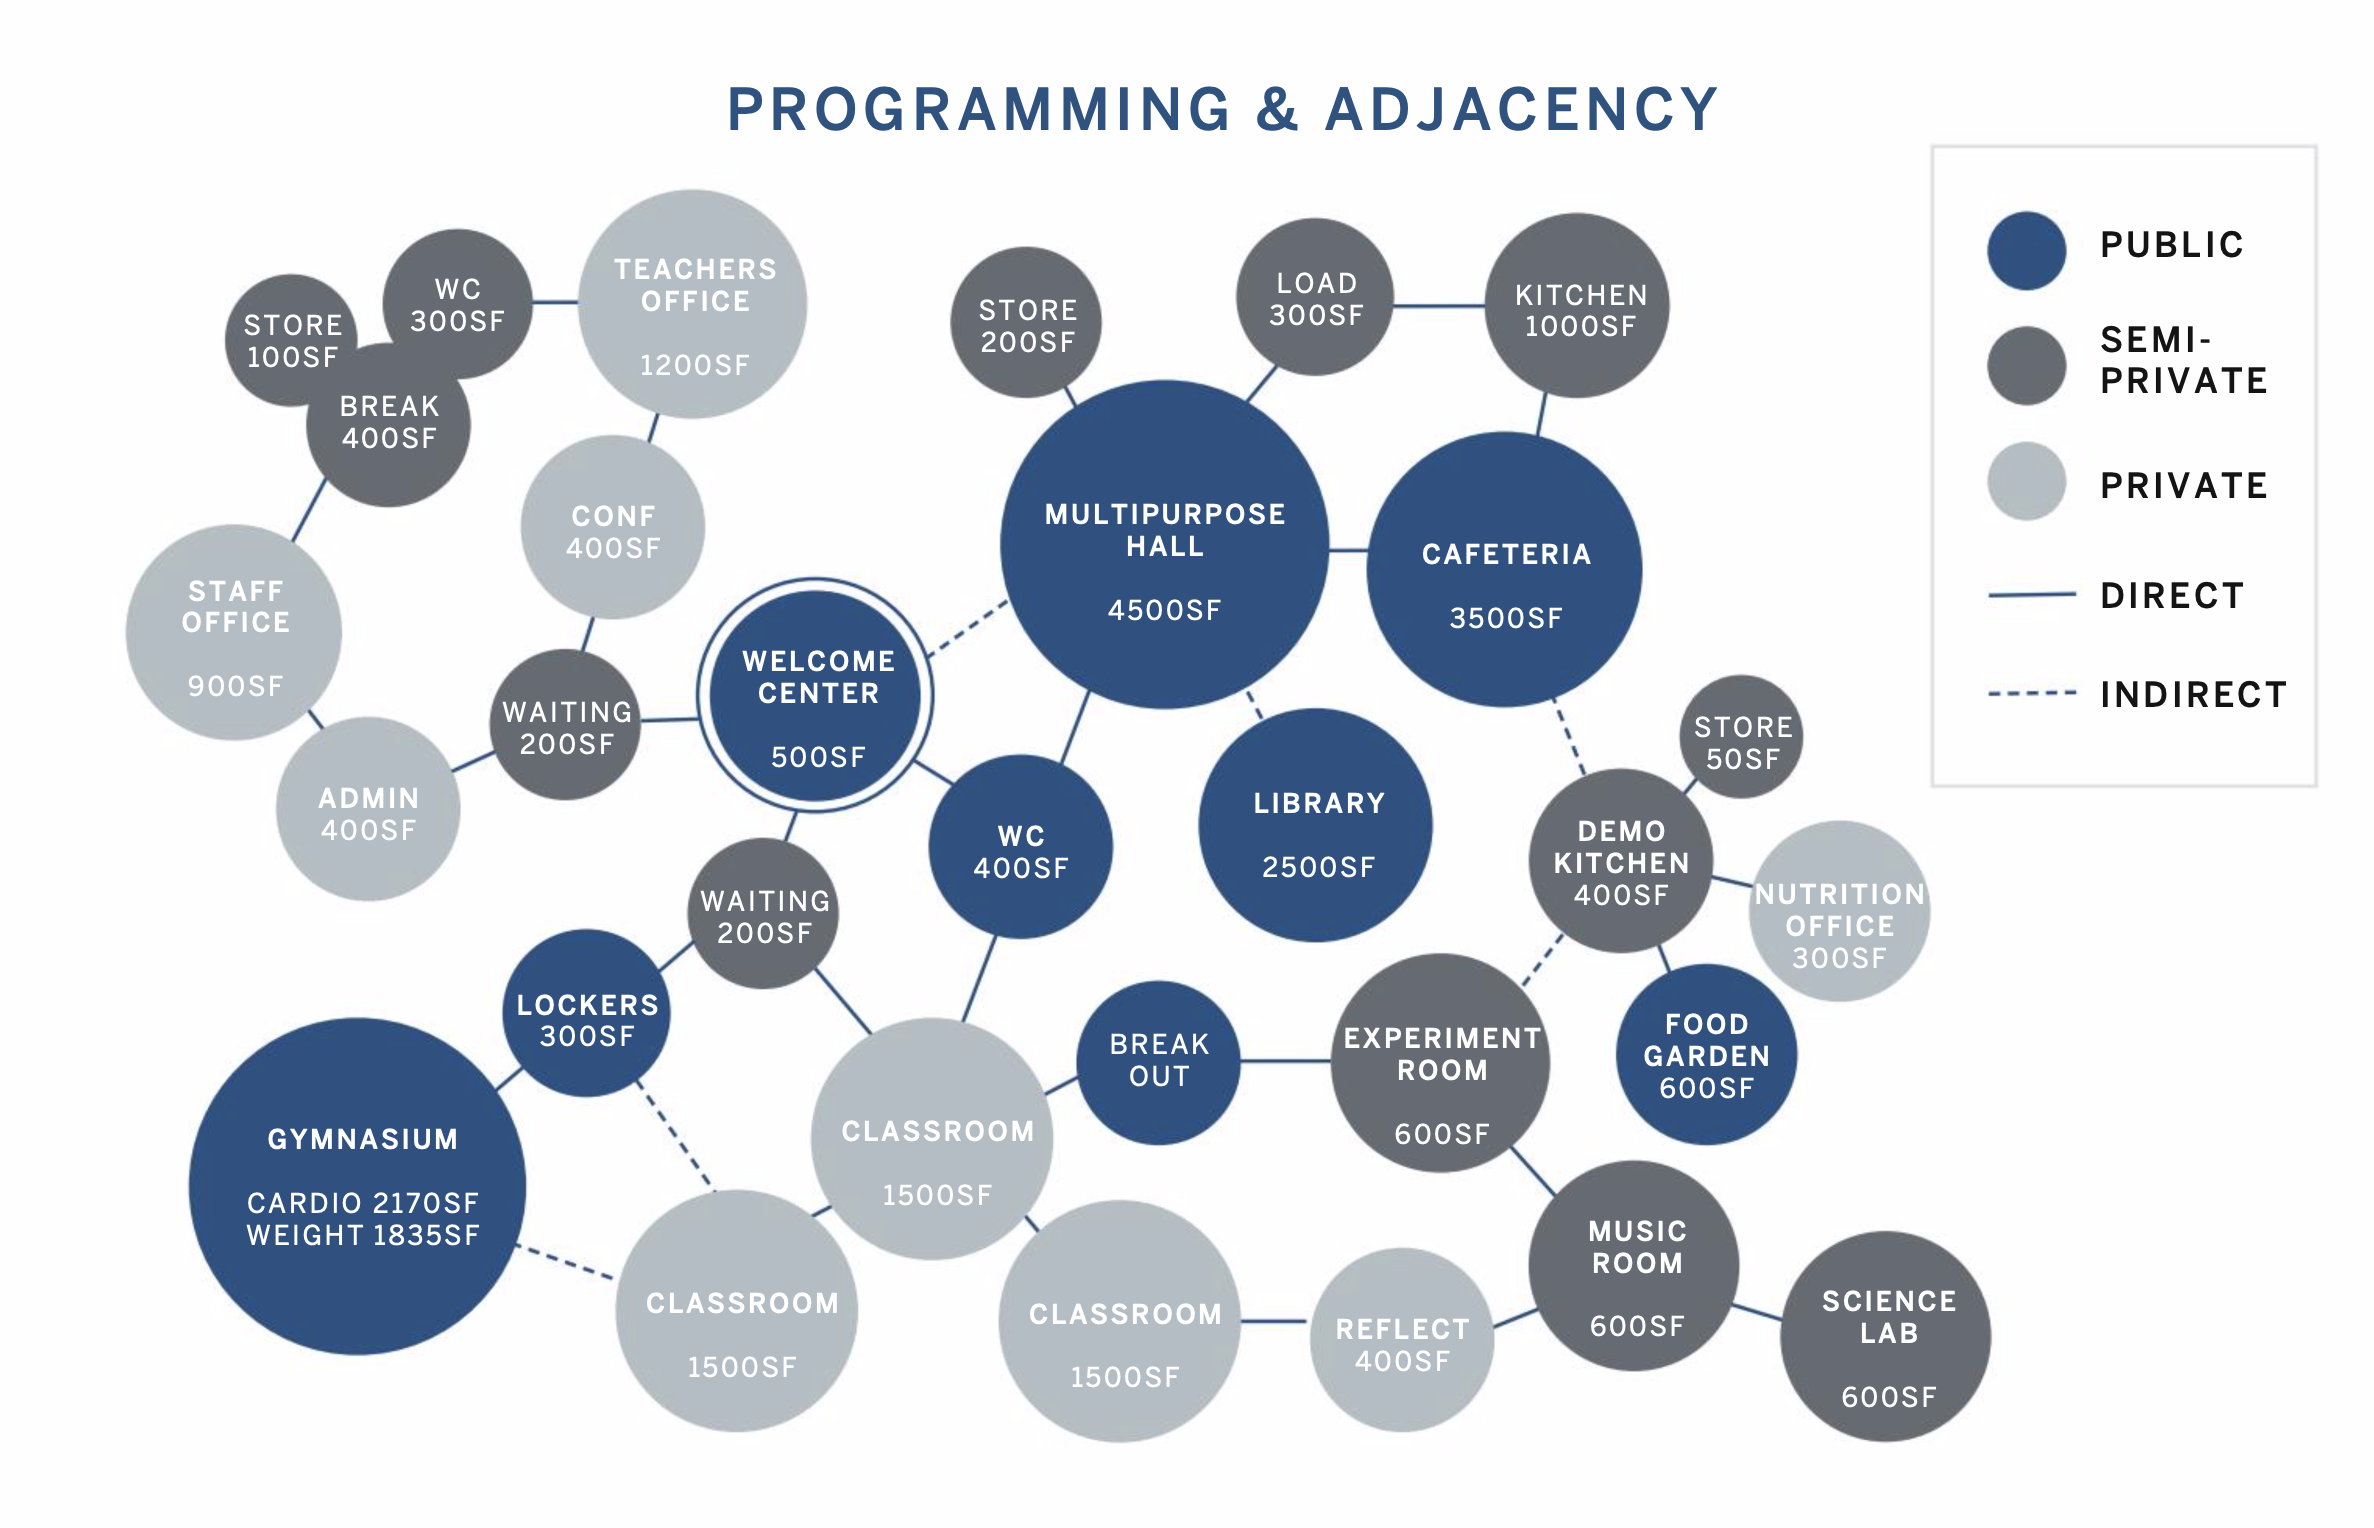 PROGRAMMING & ADJACENCY
TEACHERS
OFFICE
1200SF
WC
300SF
STORE
100SF
BREAK
400SF
CONF
400SF
STAFF
OFFICE
900SF
ADMIN
400SF
WAITING
200SF
WELCOME
CENTER
500SF
STORE
200SF
LOAD
300SF
KITCHEN
1000SF
MULTIPURPOSE
HALL
4500SF
CAFETERIA
3500SF
WC
400SF
LIBRARY
2500SF
STORE
50SF
DEMO
KITCHEN
400SF
NUTRITION
OFFICE
300SF
FOOD
GARDEN
600SF
WAITING
200SF
LOCKERS
300SF
GYMNASIUM
CARDIO 2170SF
WEIGHT 1835SF
CLASSROOM
1500SF
BREAK
OUT
EXPERIMENT
ROOM
600SF
CLASSROOM
1500SF
CLASSROOM
1500SF
REFLECT
400SF
MUSIC
ROOM
600SF
SCIENCE
LAB
600SF
PUBLIC
SEMI-
PRIVATE
PRIVATE
DIRECT
INDIRECT